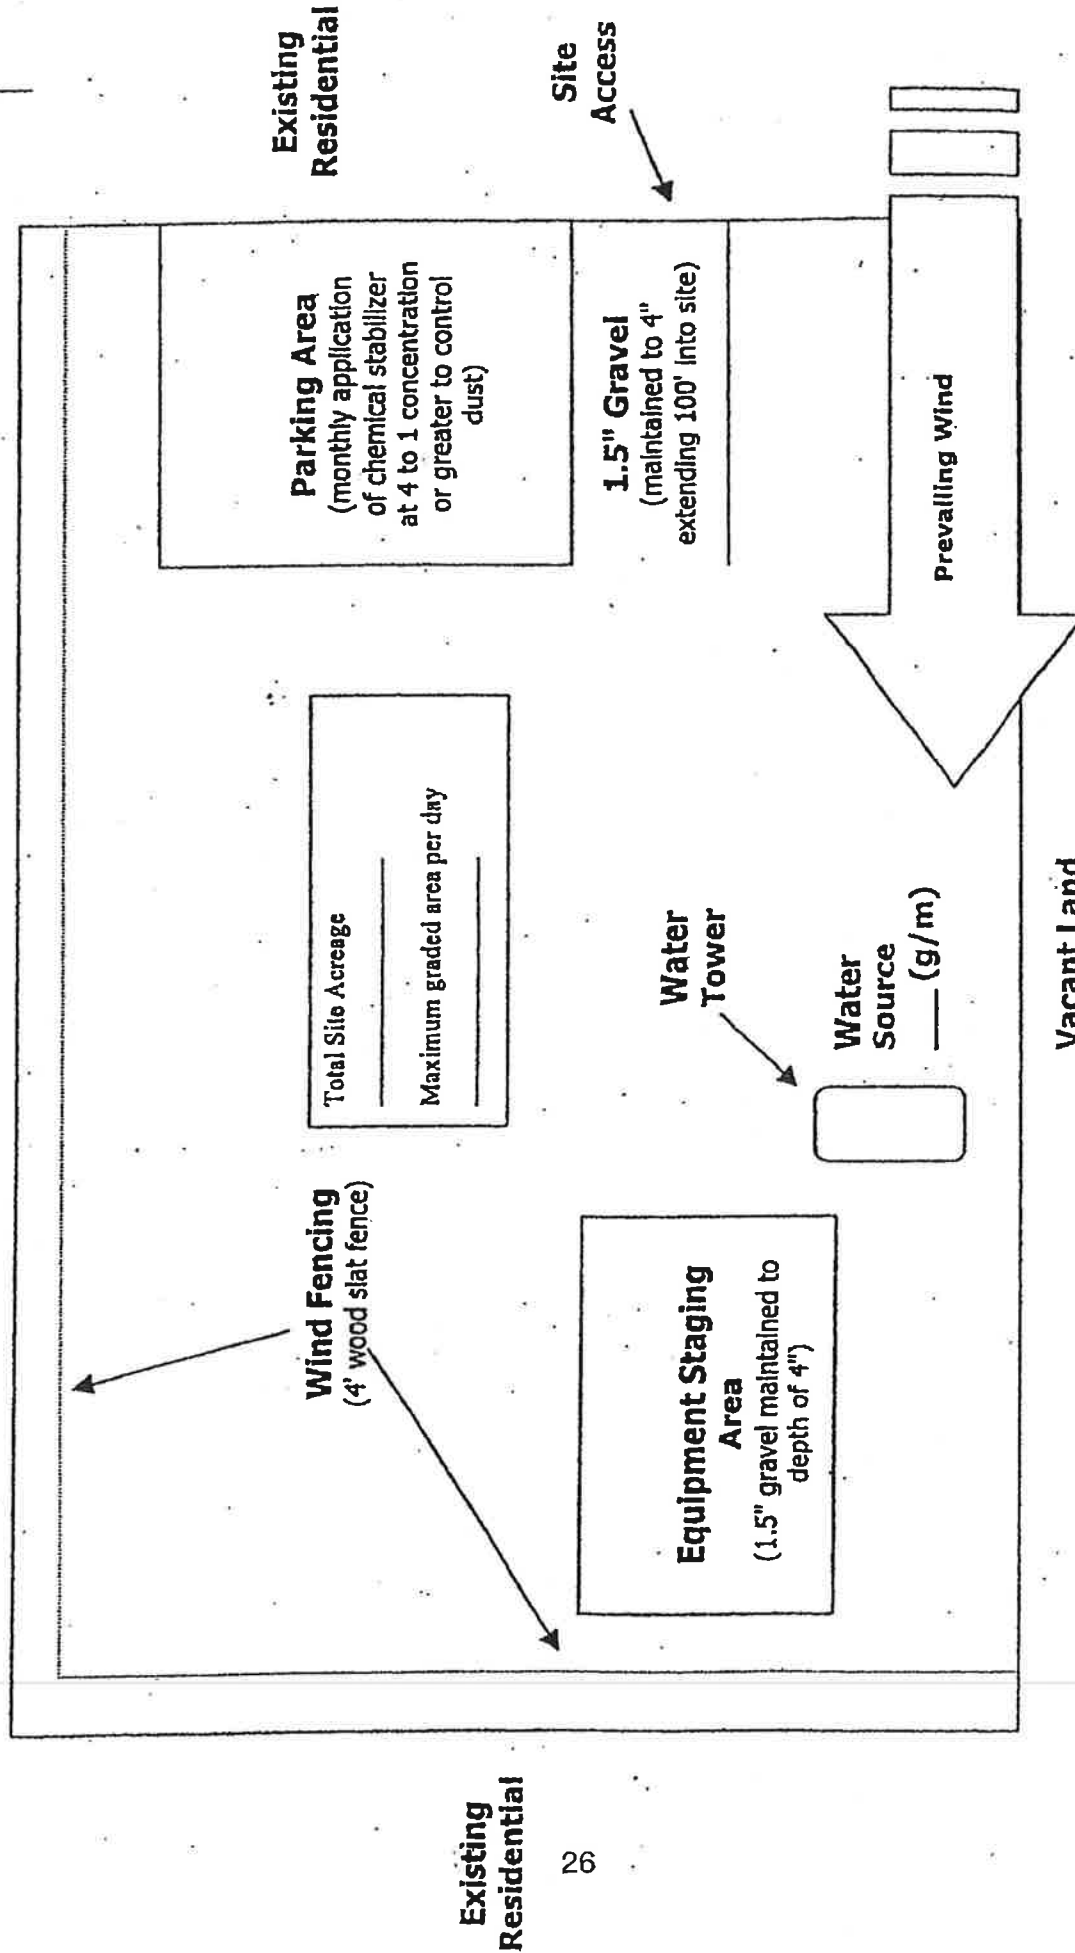 Existing
Residential
Wind Fencing
(4' wood slat fence)
Total Site Acreage
Maximum graded area per day
Parking Area
(monthly application
of chemical stabilizer
at 4 to 1 concentration
or greater to control
dust)
Existing
Residential
Site
Access
1.5" Gravel
(maintained to 4"
extending 100' into site)
Equipment Staging
Area
(1.5" gravel maintained to
depth of 4")
Water
Tower
Water
Source
___ (g/m)
Prevailing Wind
Vacant Land
26